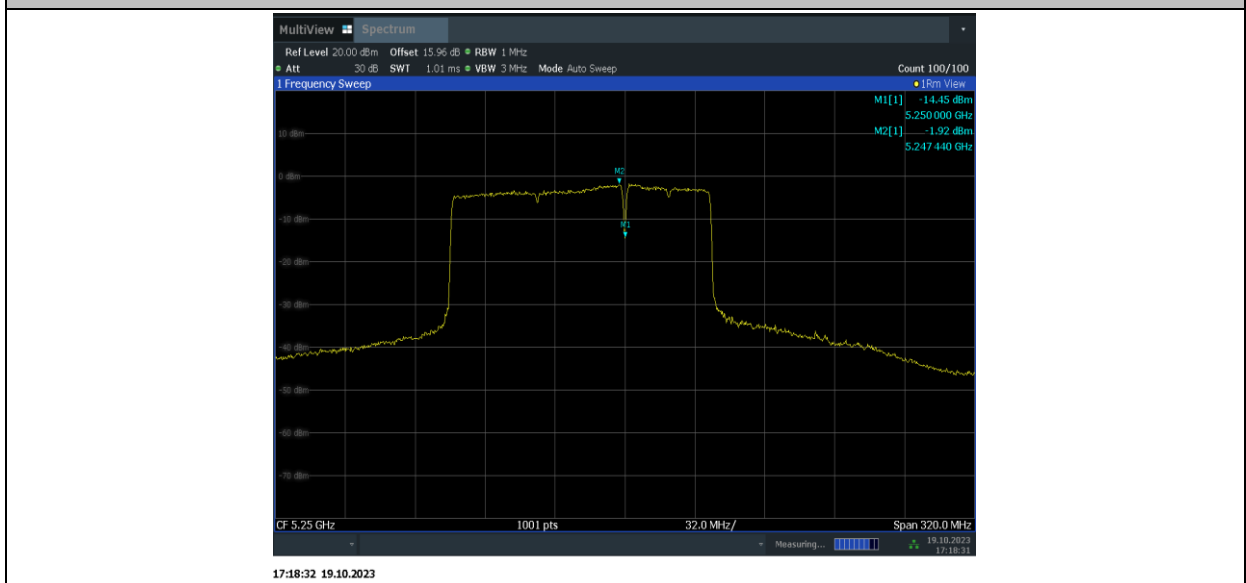 MultiView Spectrum
Ref Level 20.00 dBm Offset 15.96 dB RBW 1 MHz
Att 30 dB SWT 1.01 ms VBW 3 MHz Mode Auto Sweep Count 100/100
1 Frequency Sweep 1Rm View
M1[1] -14.45 dBm
5.250 000 GHz
10 dBm
M2[1] -1.92 dBm
5.247 440 GHz
0 dBm
M2
-10 dBm
M1
-20 dBm
-30 dBm
-40 dBm
-50 dBm
-60 dBm
-70 dBm
CF 5.25 GHz 1001 pts 32.0 MHz/ Span 320.0 MHz
Measuring... 19.10.2023
17:18:31
17:18:32 19.10.2023